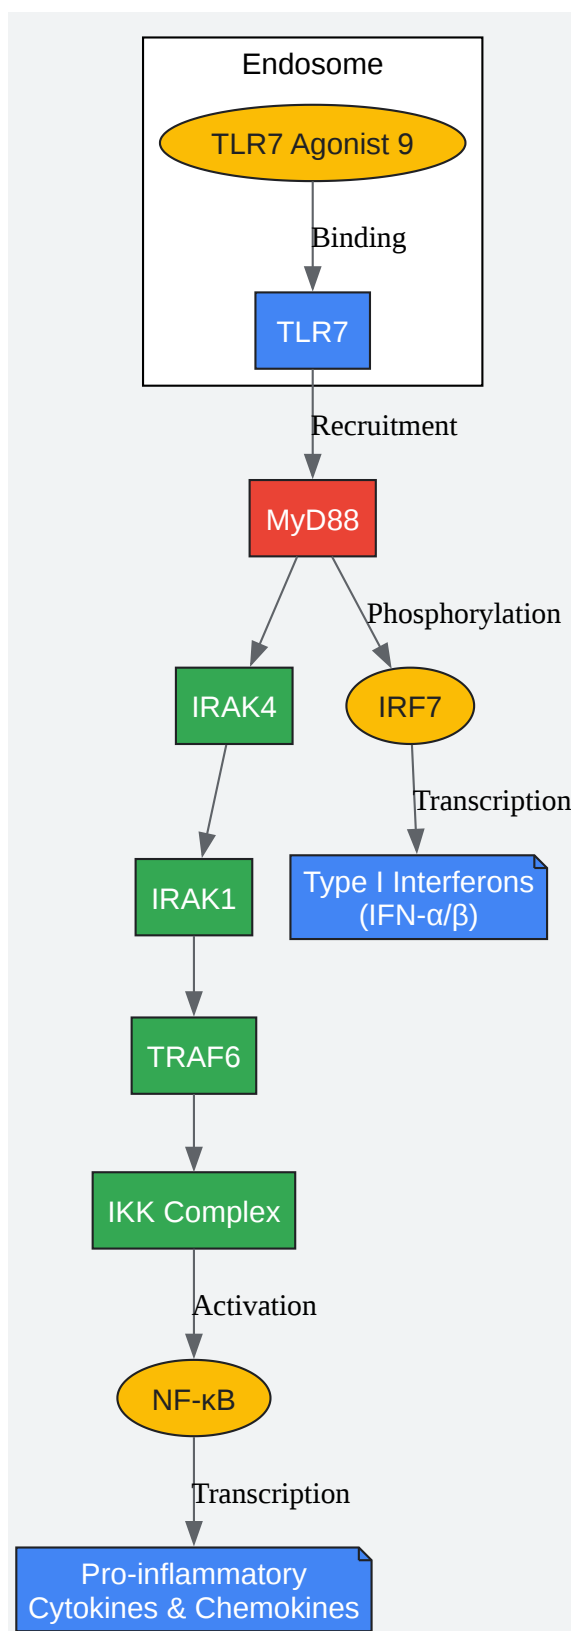 Endosome
TLR7 Agonist 9
Binding
TLR7
Recruitment
MyD88
Phosphorylation
IRAK4
IRF7
Transcription
IRAK1
Type I Interferons
(IFN-α/β)
TRAF6
IKK Complex
Activation
NF-κB
Transcription
Pro-inflammatory
Cytokines & Chemokines